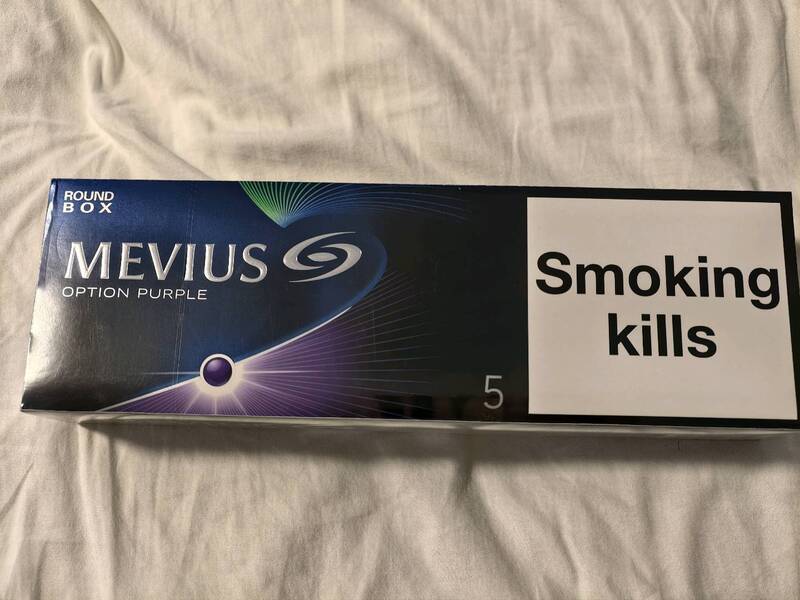 ROUND
BOX
MEVIUS
OPTION PURPLE
5
Smoking
kills